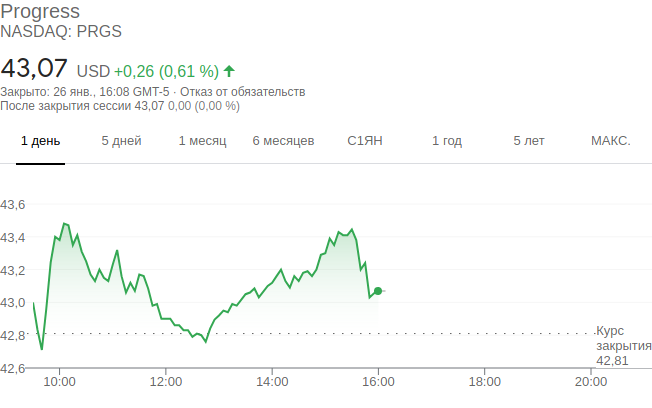 Progress
NASDAQ: PRGS
43,07 USD +0,26 (0,61 %)
Закрыто: 26 янв., 16:08 GMT-5 · Отказ от обязательств
После закрытия сессии 43,07 0,00 (0,00 %)
1 день 5 дней 1 месяц 6 месяцев С1ЯН 1 год 5 лет МАКС.
43,6
43,4
43,2
43,0
42,8
42,6
Курс
закрытия
42,81
10:00 12:00 14:00 16:00 18:00 20:00